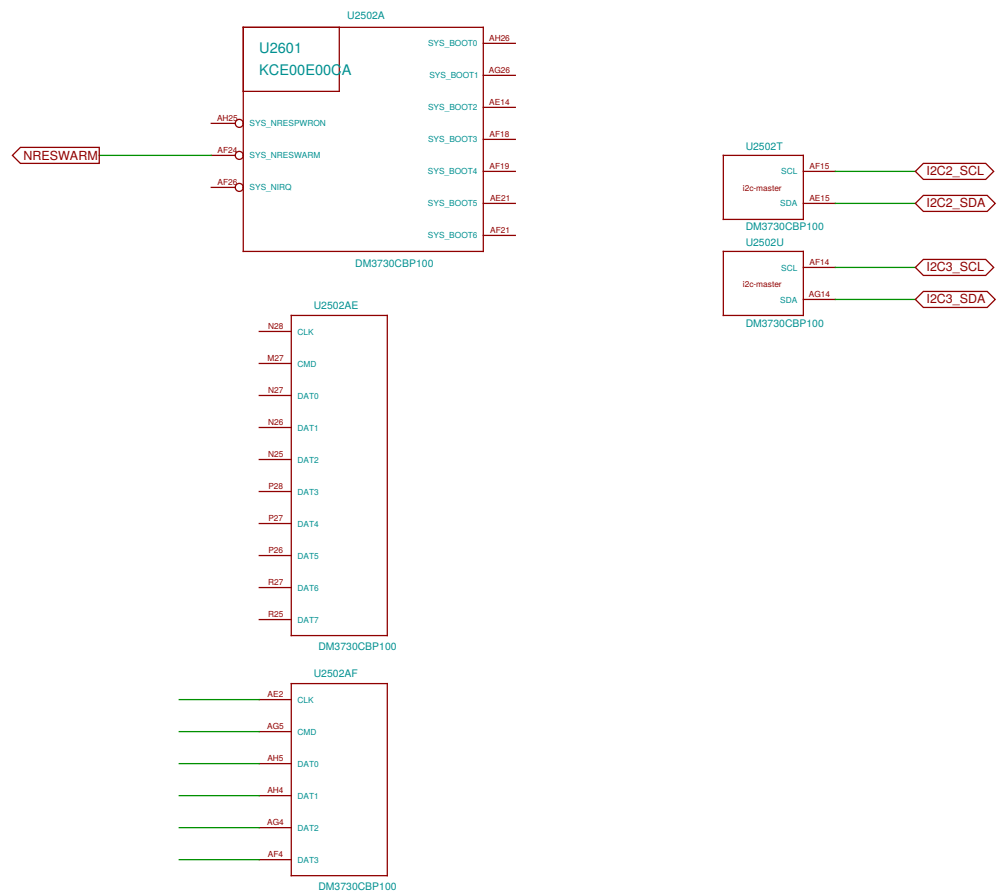 U2502A
U2601
KCE00E00CA
SYS_BOOT0 AH26
SYS_BOOT1 AG26
SYS_BOOT2 AE14
AH25 SYS_NRESPWRON
SYS_BOOT3 AF18
NRESWARM AF24 SYS_NRESWARM
SYS_BOOT4 AF19
AF26 SYS_NIRQ
SYS_BOOT5 AE21
SYS_BOOT6 AF21
DM3730CBP100
U2502T
SCL AF15 I2C2_SCL
i2c-master
SDA AE15 I2C2_SDA
DM3730CBP100
U2502U
SCL AF14 I2C3_SCL
i2c-master
SDA AG14 I2C3_SDA
DM3730CBP100
U2502AE
N28 CLK
M27 CMD
N27 DAT0
N26 DAT1
N25 DAT2
P28 DAT3
P27 DAT4
P26 DAT5
R27 DAT6
R25 DAT7
DM3730CBP100
U2502AF
AE2 CLK
AG5 CMD
AH5 DAT0
AH4 DAT1
AG4 DAT2
AF4 DAT3
DM3730CBP100